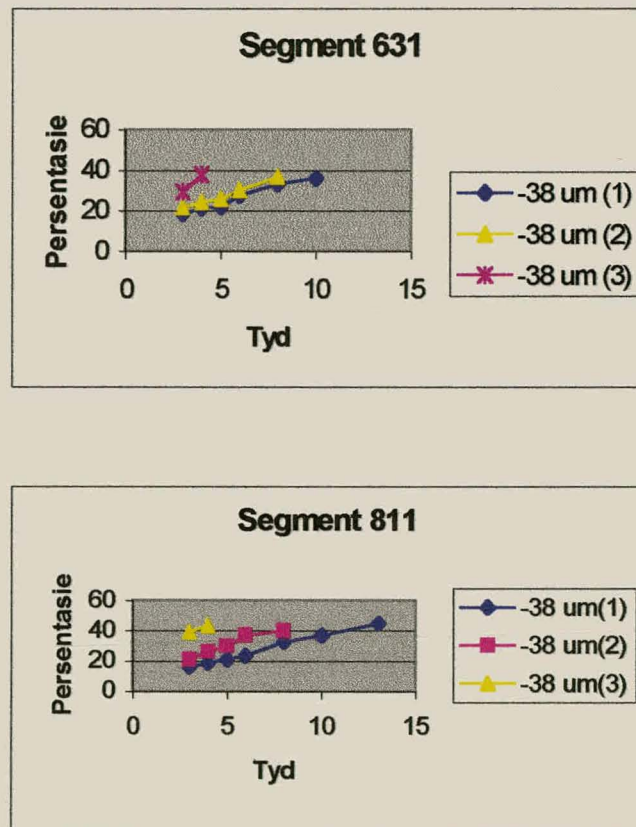 Segment 631
Persentasie
60
40
20
0
0 5 10 15
Tyd
-38 um (1)
-38 um (2)
-38 um (3)
Segment 811
Persentasie
60
40
20
0
0 5 10 15
Tyd
-38 um(1)
-38 um(2)
-38 um(3)